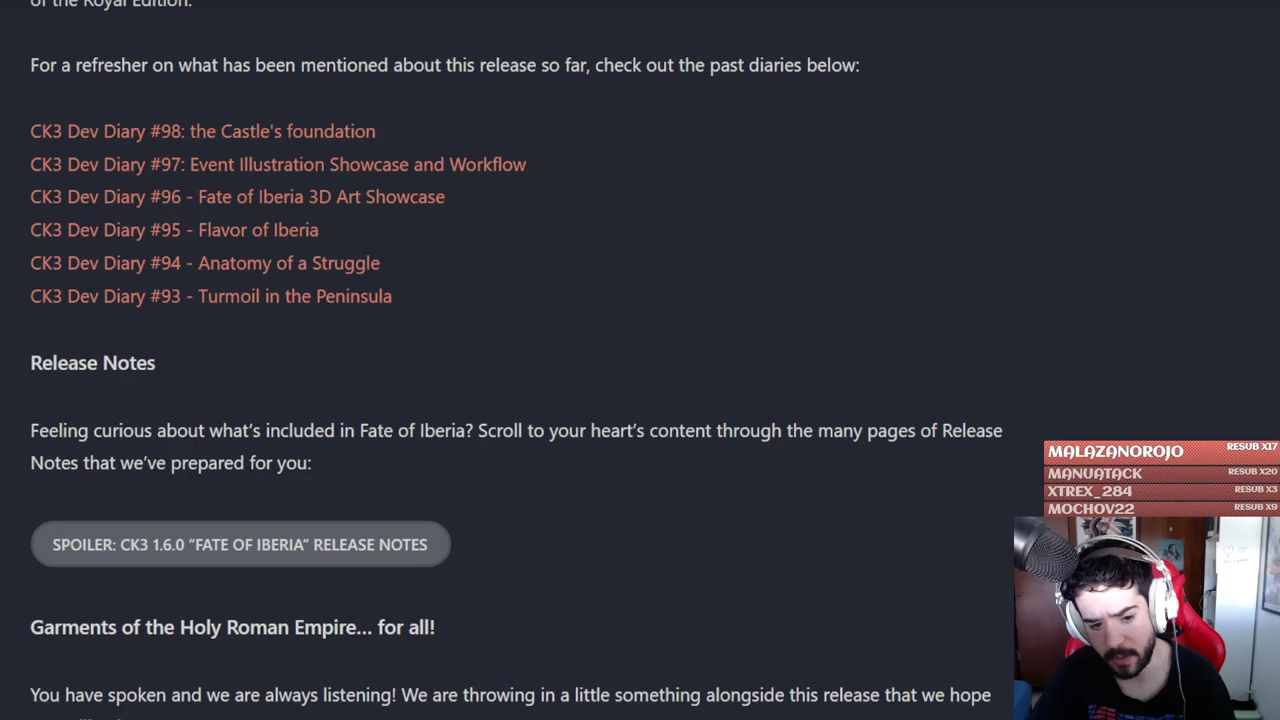 of the Royal Edition.
For a refresher on what has been mentioned about this release so far, check out the past diaries below:
CK3 Dev Diary #98: the Castle's foundation
CK3 Dev Diary #97: Event Illustration Showcase and Workflow
CK3 Dev Diary #96 - Fate of Iberia 3D Art Showcase
CK3 Dev Diary #95 - Flavor of Iberia
CK3 Dev Diary #94 - Anatomy of a Struggle
CK3 Dev Diary #93 - Turmoil in the Peninsula
Release Notes
Feeling curious about what’s included in Fate of Iberia? Scroll to your heart’s content through the many pages of Release
Notes that we’ve prepared for you:
SPOILER: CK3 1.6.0 “FATE OF IBERIA” RELEASE NOTES
Garments of the Holy Roman Empire… for all!
You have spoken and we are always listening! We are throwing in a little something alongside this release that we hope
MALAZANOROJO RESUB X17
MANUATACK RESUB X20
XTREX_284 RESUB X3
MOCHOV22 RESUB X9